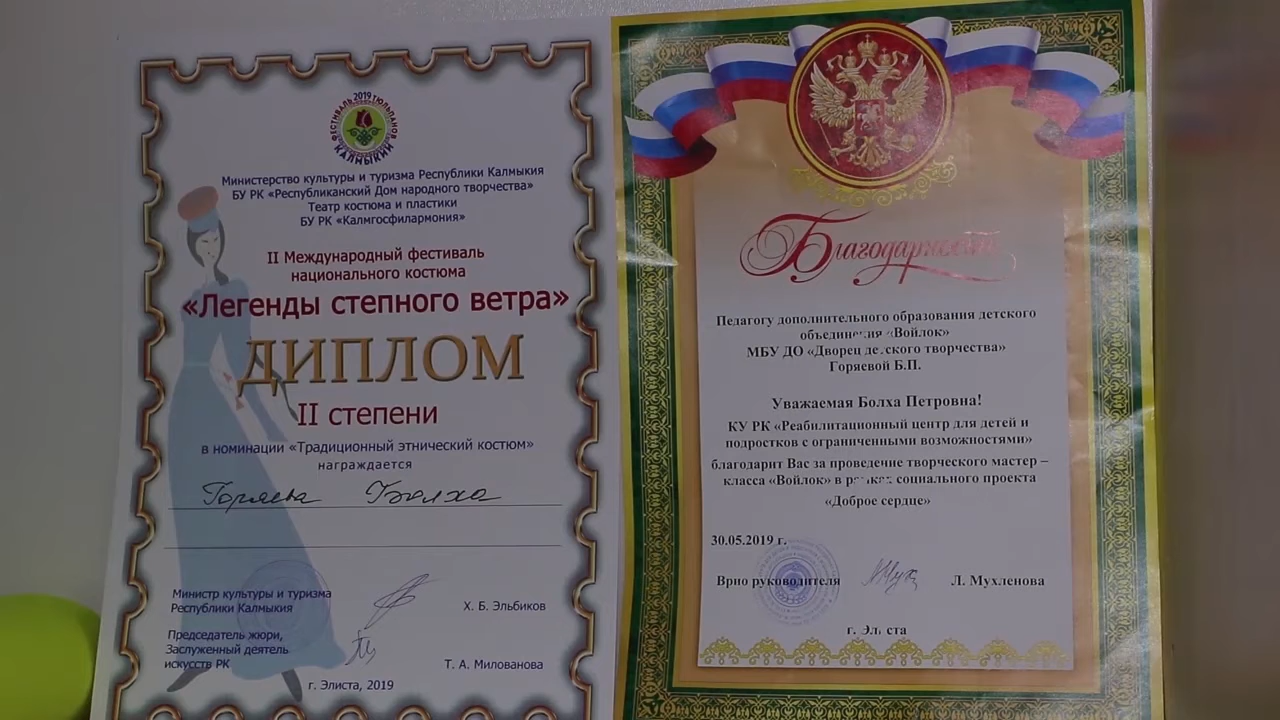 ФЕСТИВАЛЬ 2019 ТЮЛЬПАНОВ
КАЛМЫКИЙ
Министерство культуры и туризма Республики Калмыкия
БУ РК «Республиканский Дом народного творчества»
Театр костюма и пластики
БУ РК «Калмгосфилармония»
II Международный фестиваль
национального костюма
«Легенды степного ветра»
ДИПЛОМ
II степени
в номинации «Традиционный этнический костюм»
награждается
Горяева Болха
Министр культуры и туризма
Республики Калмыкия
Х. Б. Эльбиков
Председатель жюри,
Заслуженный деятель
искусств РК
Т. А. Милованова
г. Элиста, 2019
Благодарность
Педагогу дополнительного образования детского
объединения «Войлок»
МБУ ДО «Дворец детского творчества»
Горяевой Б.П.
Уважаемая Болха Петровна!
КУ РК «Реабилитационный центр для детей и
подростков с ограниченными возможностями»
благодарит Вас за проведение творческого мастер –
класса «Войлок» в рамках социального проекта
«Доброе сердце»
30.05.2019 г.
Врио руководителя
Л. Мухленова
г. Элиста